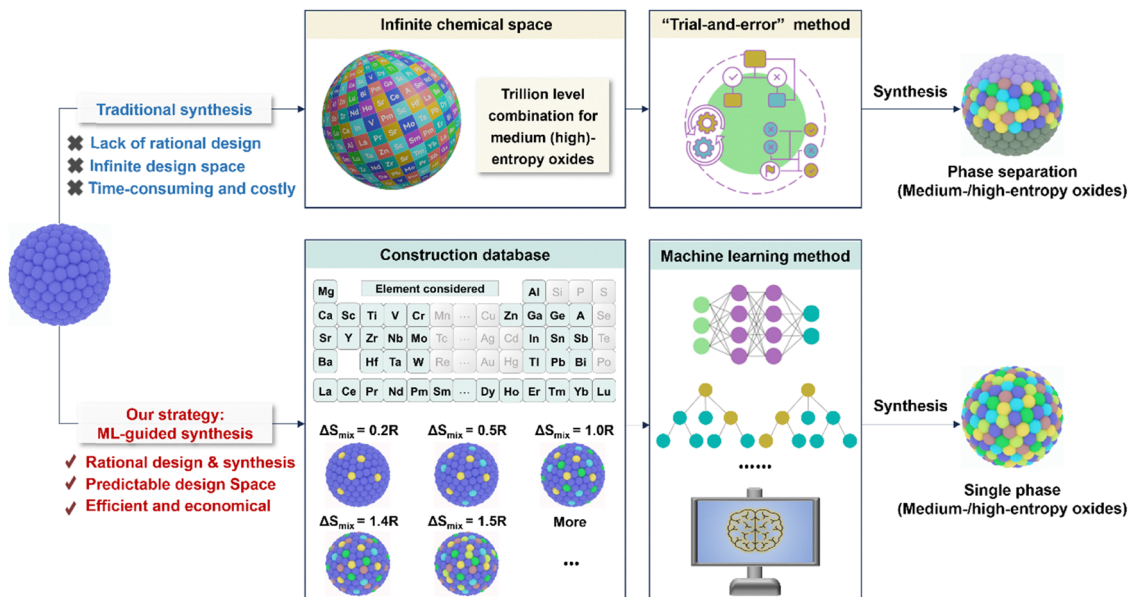 Infinite chemical space
"Trial-and-error" method
Traditional synthesis
Lack of rational design
Infinite design space
Time-consuming and costly
Trillion level
combination for
medium (high)-
entropy oxides
Synthesis
Phase separation
(Medium-/high-entropy oxides)
Construction database
Machine learning method
Element considered
Mg Al Si P S
Ca Sc Ti V Cr Mn ... Cu Zn Ga Ge A Se
Sr Y Zr Nb Mo Tc ... Ag Cd In Sn Sb Te
Ba Hf Ta W Re ... Au Hg Tl Pb Bi Po
La Ce Pr Nd Pm Sm ... Dy Ho Er Tm Yb Lu
Our strategy:
ML-guided synthesis
Rational design & synthesis
Predictable design Space
Efficient and economical
ΔSmix = 0.2R
ΔSmix = 0.5R
ΔSmix = 1.0R
ΔSmix = 1.4R
ΔSmix = 1.5R
More
...
......
Synthesis
Single phase
(Medium-/high-entropy oxides)